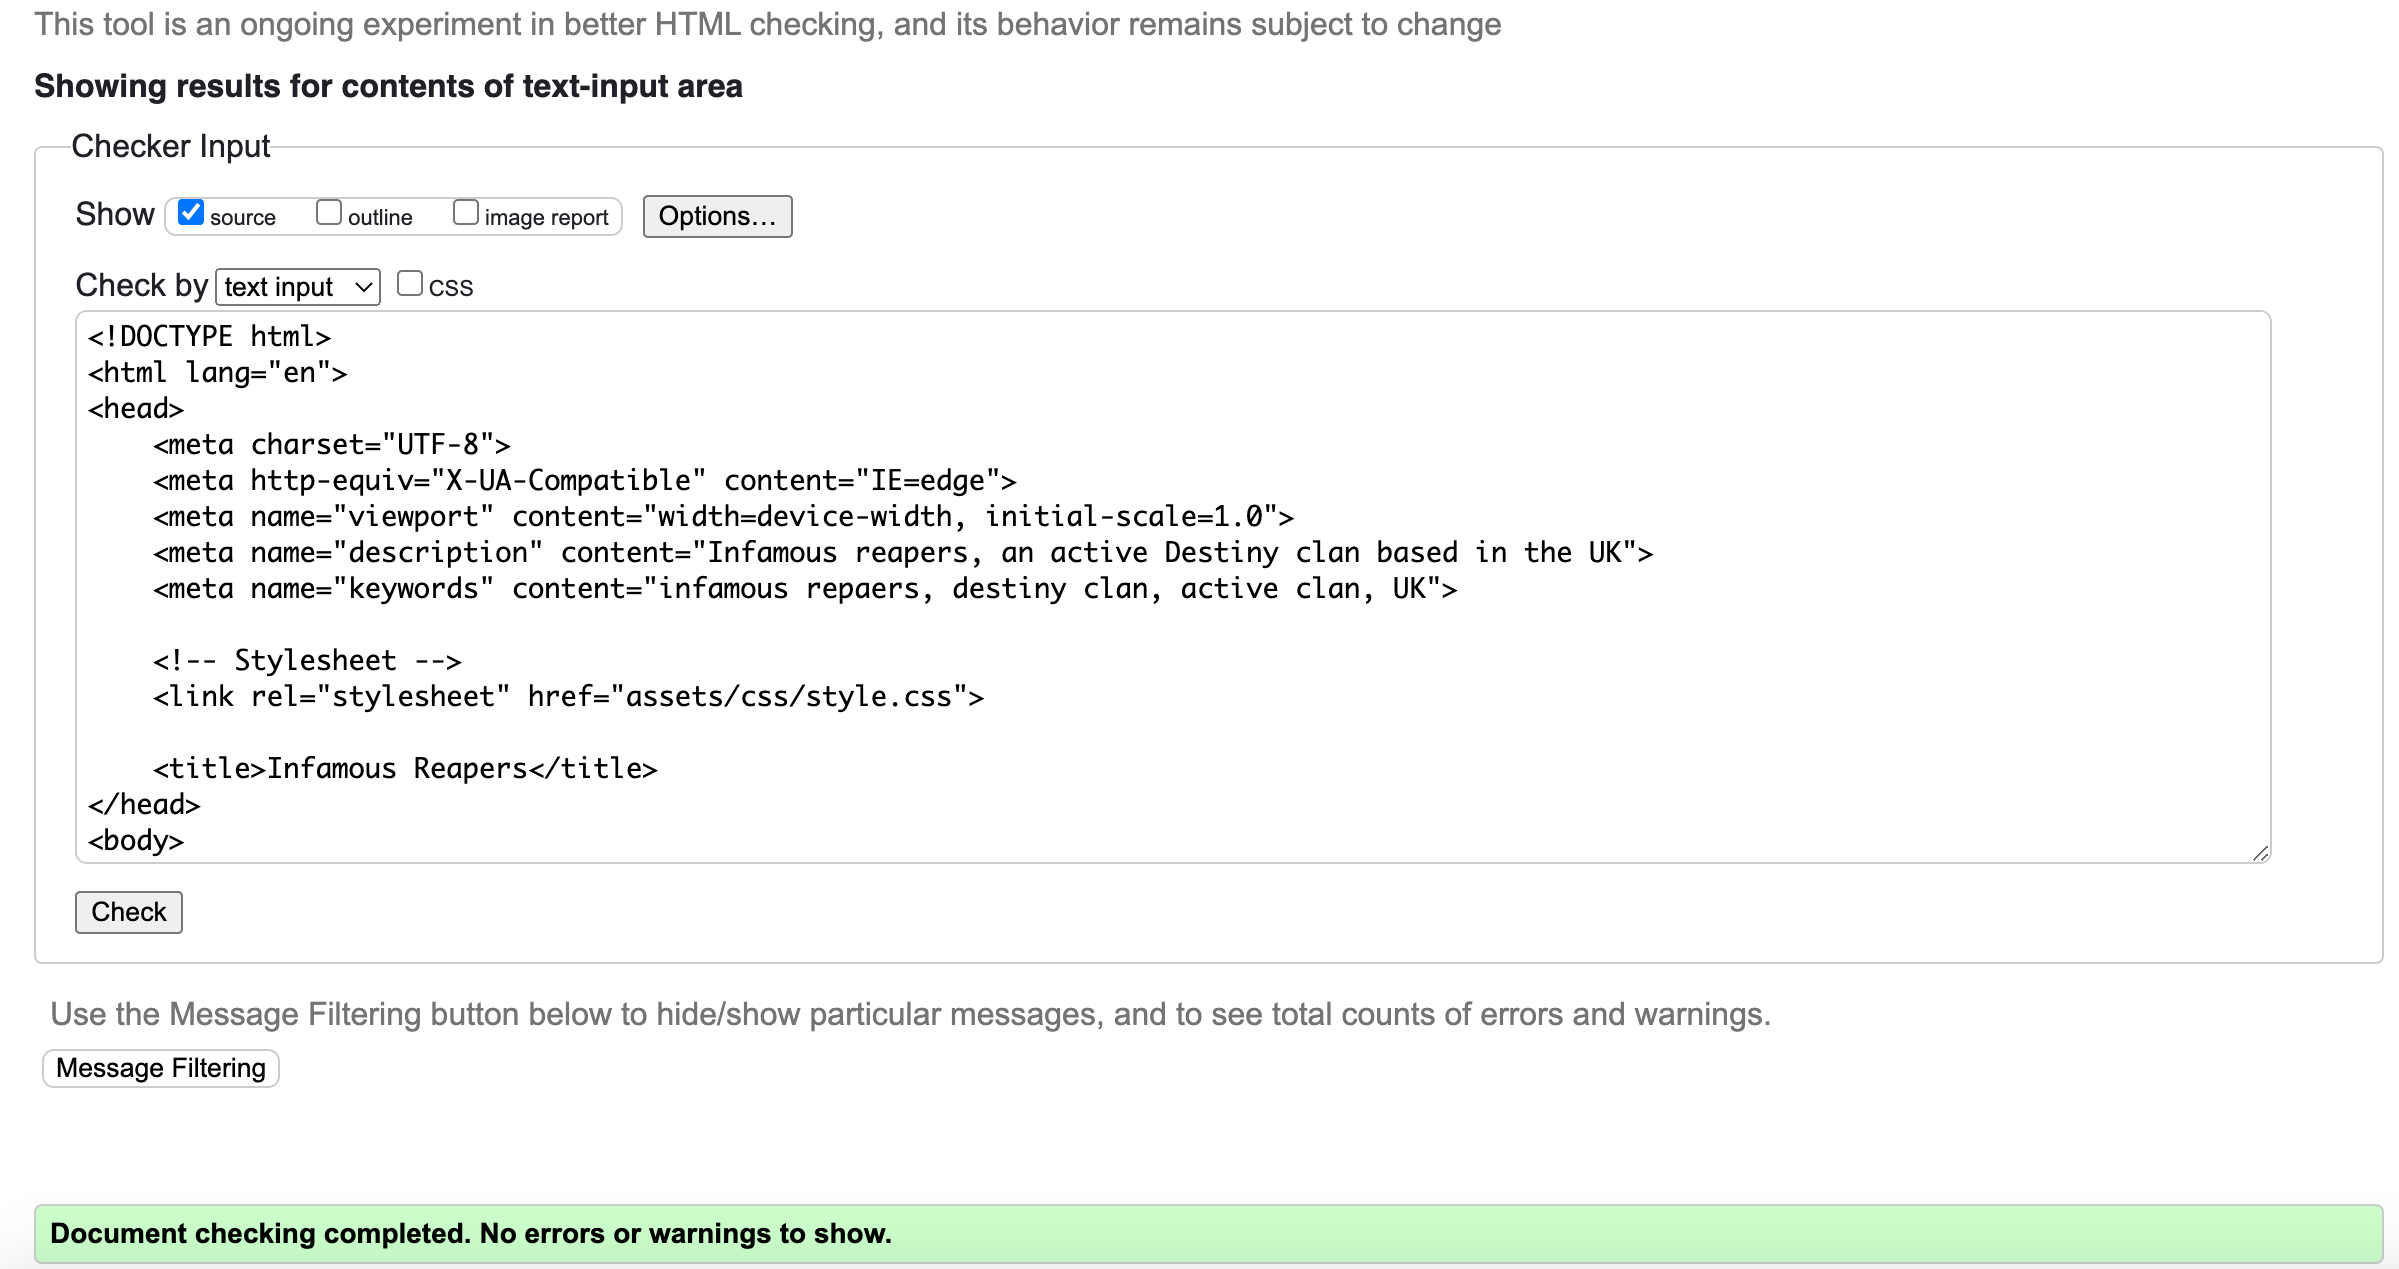 This tool is an ongoing experiment in better HTML checking, and its behavior remains subject to change
Showing results for contents of text-input area
Checker Input
Show source outline image report Options...
Check by text input css
<!DOCTYPE html>
<html lang="en">
<head>
    <meta charset="UTF-8">
    <meta http-equiv="X-UA-Compatible" content="IE=edge">
    <meta name="viewport" content="width=device-width, initial-scale=1.0">
    <meta name="description" content="Infamous reapers, an active Destiny clan based in the UK">
    <meta name="keywords" content="infamous repaers, destiny clan, active clan, UK">
    <!-- Stylesheet -->
    <link rel="stylesheet" href="assets/css/style.css">
    <title>Infamous Reapers</title>
</head>
<body>
Check
Use the Message Filtering button below to hide/show particular messages, and to see total counts of errors and warnings.
Message Filtering
Document checking completed. No errors or warnings to show.